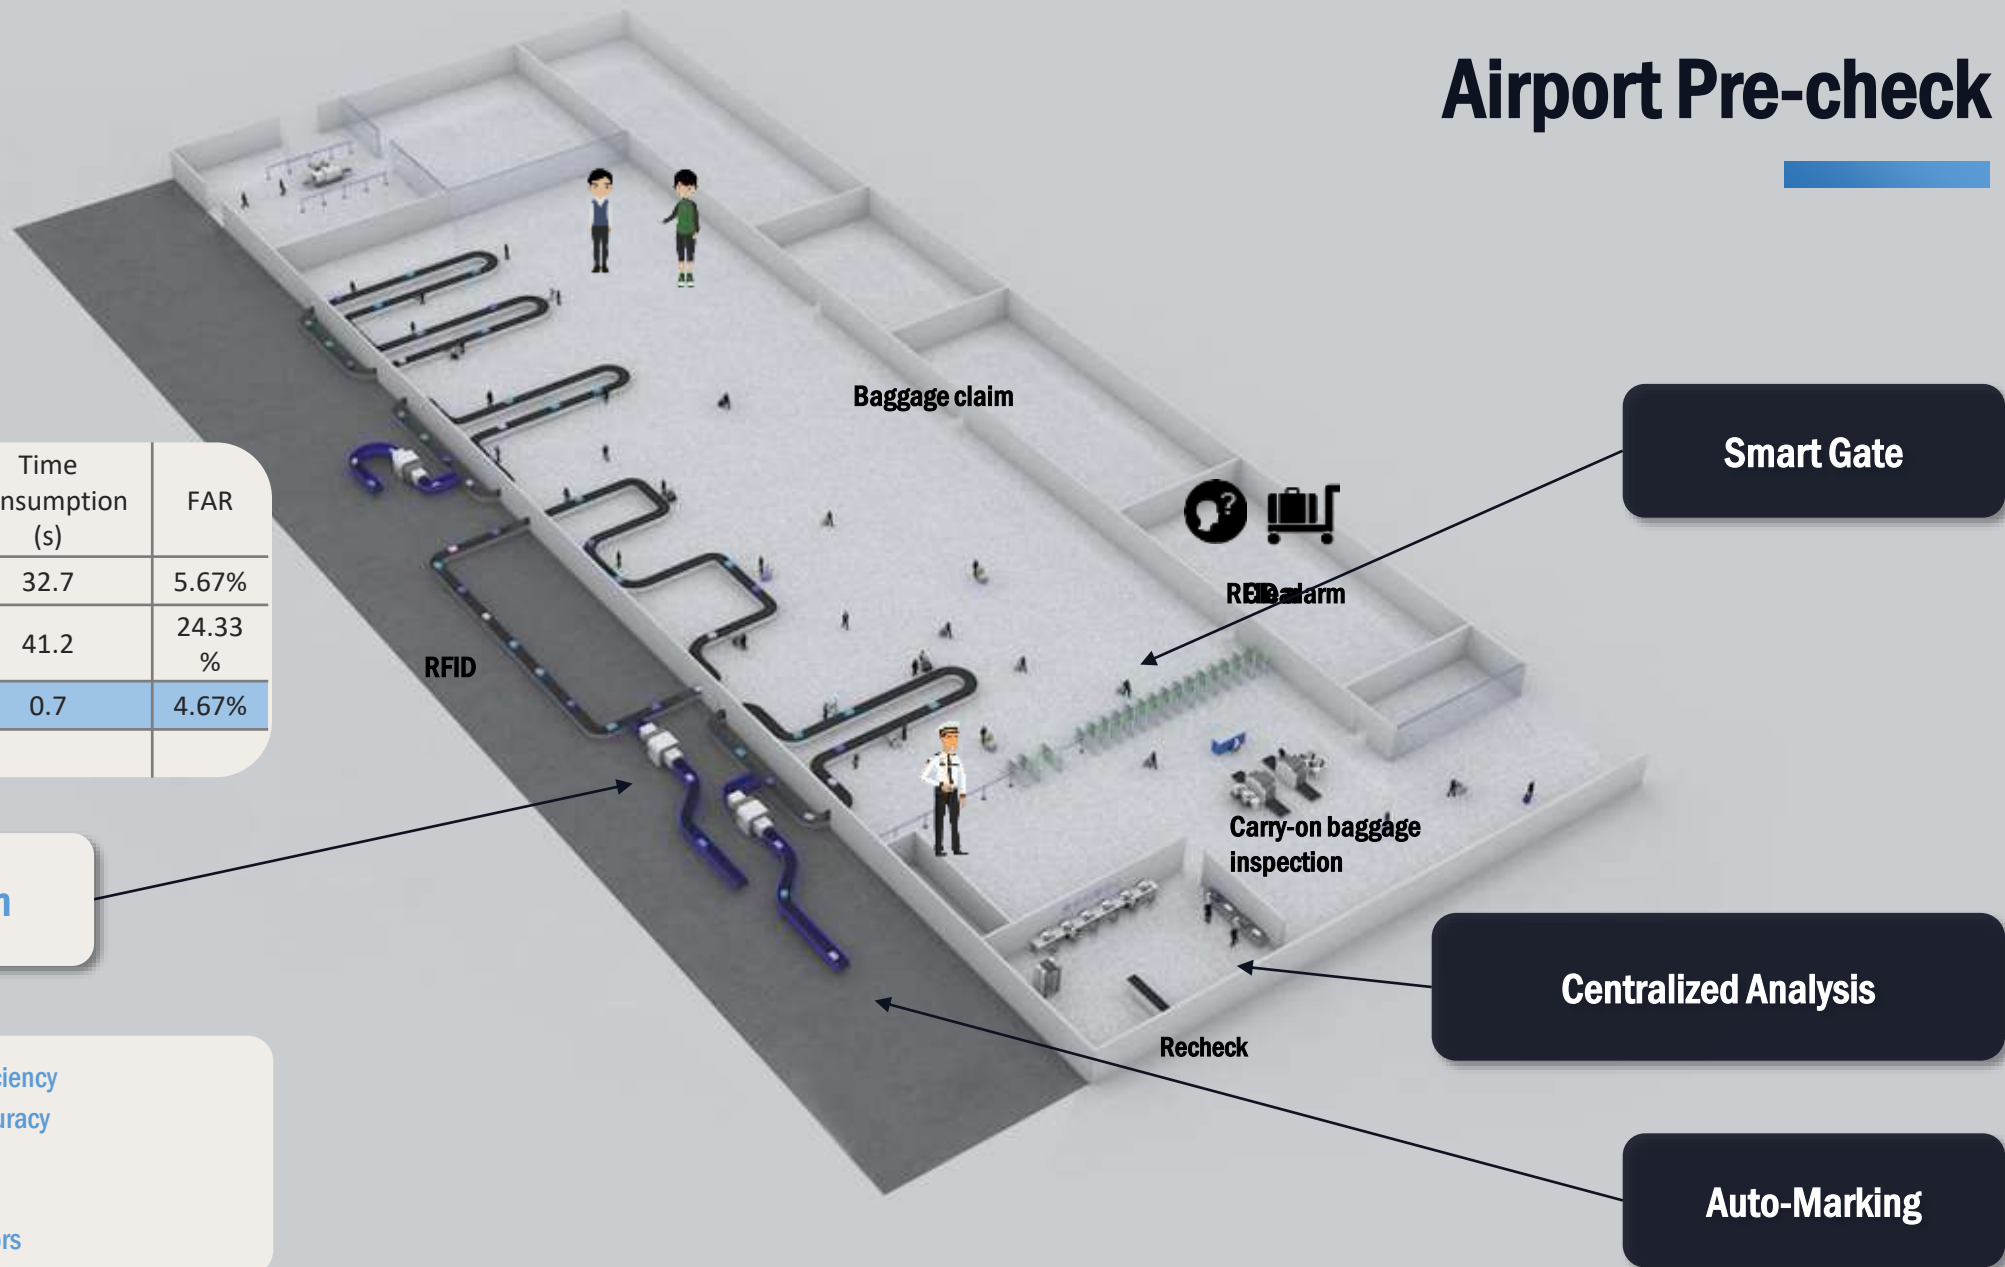 Airport Pre-check
Baggage claim
Smart Gate
Time
nsumption
(s)
FAR
32.7
5.67%
41.2
24.33
%
0.7
4.67%
RFID
Carry-on baggage
inspection
Centralized Analysis
Recheck
ciency
uracy
rs
Auto-Marking